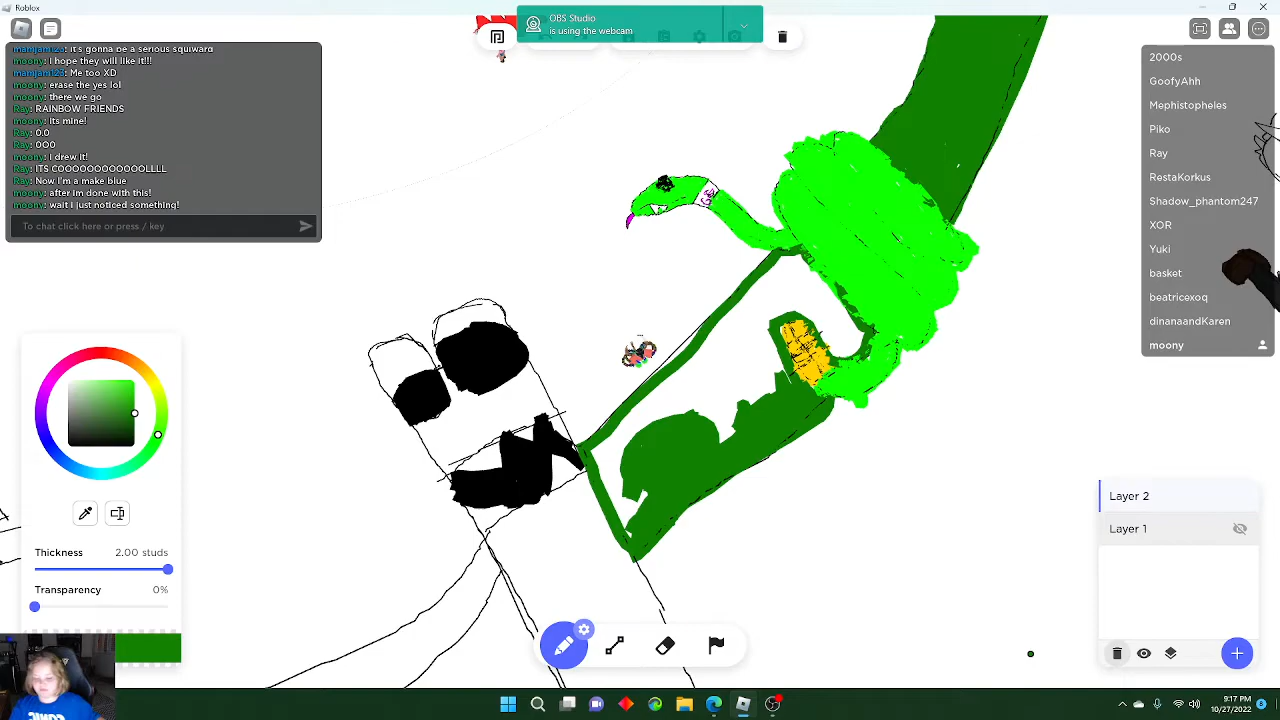 Roblox
OBS Studio
is using the webcam
mamjam123: it's gonna be a serious squidward
moony: I hope they will like it!!!
mamjam123: Me too XD
moony: erase the yes lol
moony: there we go
Ray: RAINBOW FRIENDS
moony: its mine!
Ray: 0.0
Ray: OOO
moony: I drew it!
Ray: ITS COOOOOOOOOOOLLLL
Ray: Now I'm a make blue
moony: after im done with this!
moony: wait i just noticed something!
To chat click here or press / key
2000s
GoofyAhh
Mephistopheles
Piko
Ray
RestaKorkus
Shadow_phantom247
XOR
Yuki
basket
beatricexoq
dinanaandKaren
moony
Thickness 2.00 studs
Transparency 0%
Layer 2
Layer 1
9:17 PM
10/27/2022